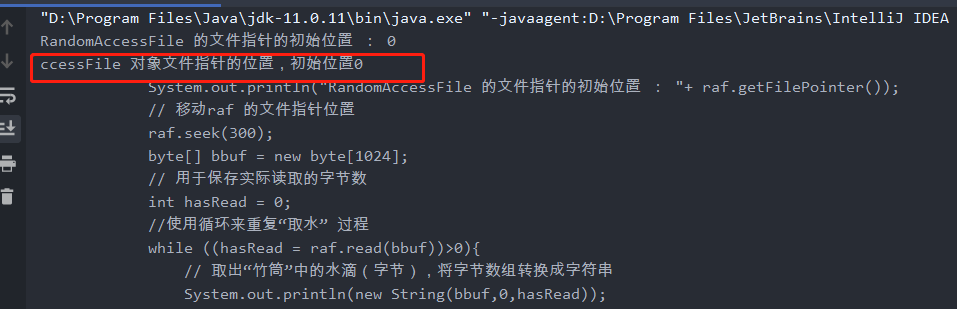 "D:\Program Files\Java\jdk-11.0.11\bin\java.exe" "-javaagent:D:\Program Files\JetBrains\IntelliJ IDEA
RandomAccessFile 的文件指针的初始位置 : 0
ccessFile 对象文件指针的位置，初始位置0
System.out.println("RandomAccessFile 的文件指针的初始位置 : "+ raf.getFilePointer());
// 移动raf 的文件指针位置
raf.seek(300);
byte[] bbuf = new byte[1024];
// 用于保存实际读取的字节数
int hasRead = 0;
//使用循环来重复“取水” 过程
while ((hasRead = raf.read(bbuf))>0){
// 取出“竹筒”中的水滴（字节）,将字节数组转换成字符串
System.out.println(new String(bbuf,0,hasRead));